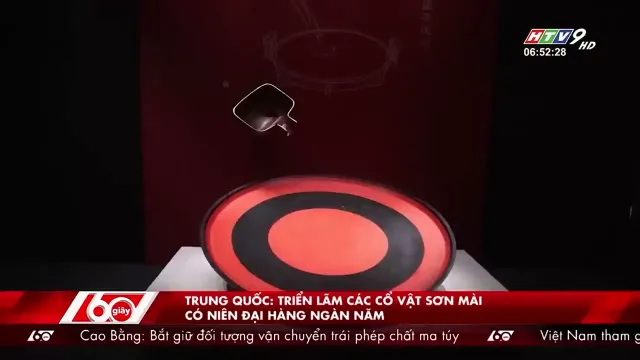 HTV9 HD
06:52:28
60 giây
TRUNG QUỐC: TRIỂN LÃM CÁC CỔ VẬT SƠN MÀI
CÓ NIÊN ĐẠI HÀNG NGÀN NĂM
60 Cao Bằng: Bắt giữ đối tượng vận chuyển trái phép chất ma túy 60 Việt Nam tham g